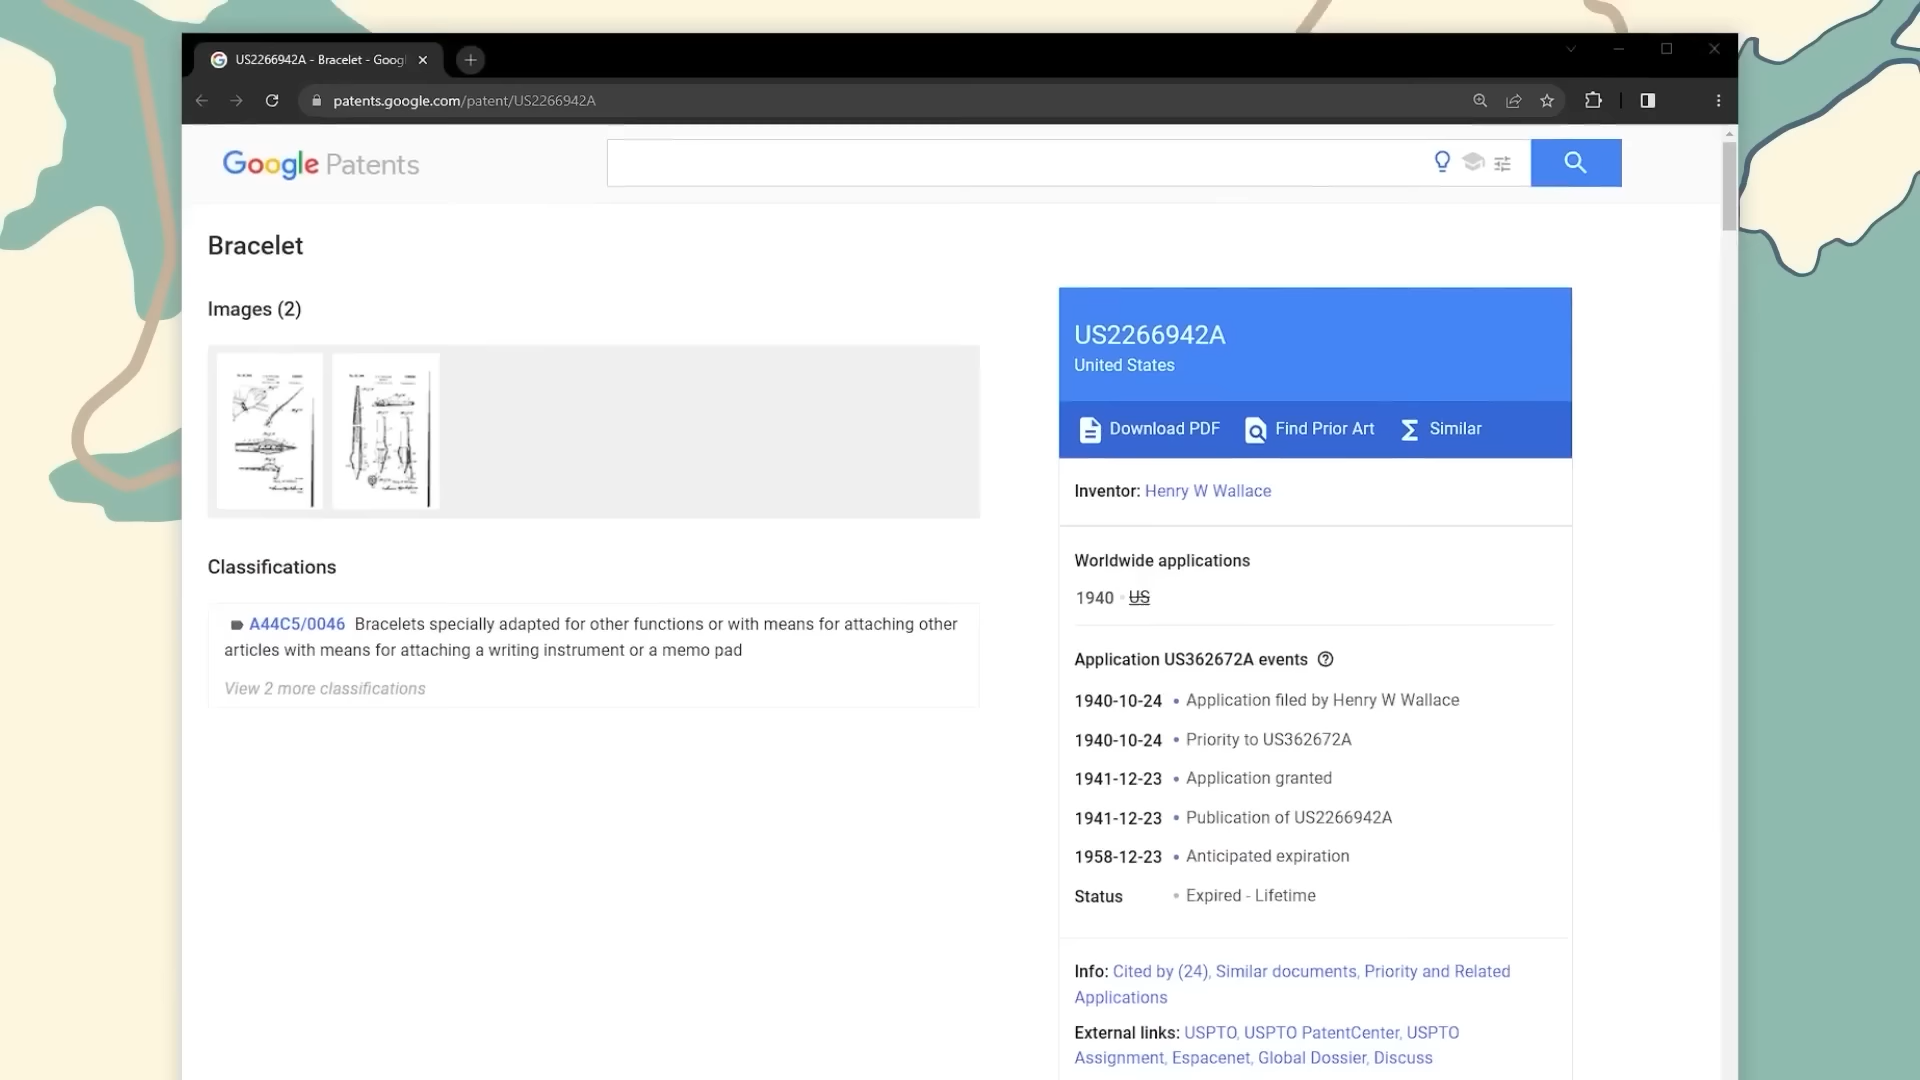 US2266942A - Bracelet - Goog
patents.google.com/patent/US2266942A
Google Patents
Bracelet
Images (2)
US2266942A
United States
Download PDF
Find Prior Art
Similar
Inventor: Henry W Wallace
Classifications
A44C5/0046 Bracelets specially adapted for other functions or with means for attaching other
articles with means for attaching a writing instrument or a memo pad
View 2 more classifications
Worldwide applications
1940 • US
Application US362672A events
1940-10-24 • Application filed by Henry W Wallace
1940-10-24 • Priority to US362672A
1941-12-23 • Application granted
1941-12-23 • Publication of US2266942A
1958-12-23 • Anticipated expiration
Status • Expired - Lifetime
Info: Cited by (24), Similar documents, Priority and Related
Applications
External links: USPTO, USPTO PatentCenter, USPTO
Assignment, Espacenet, Global Dossier, Discuss